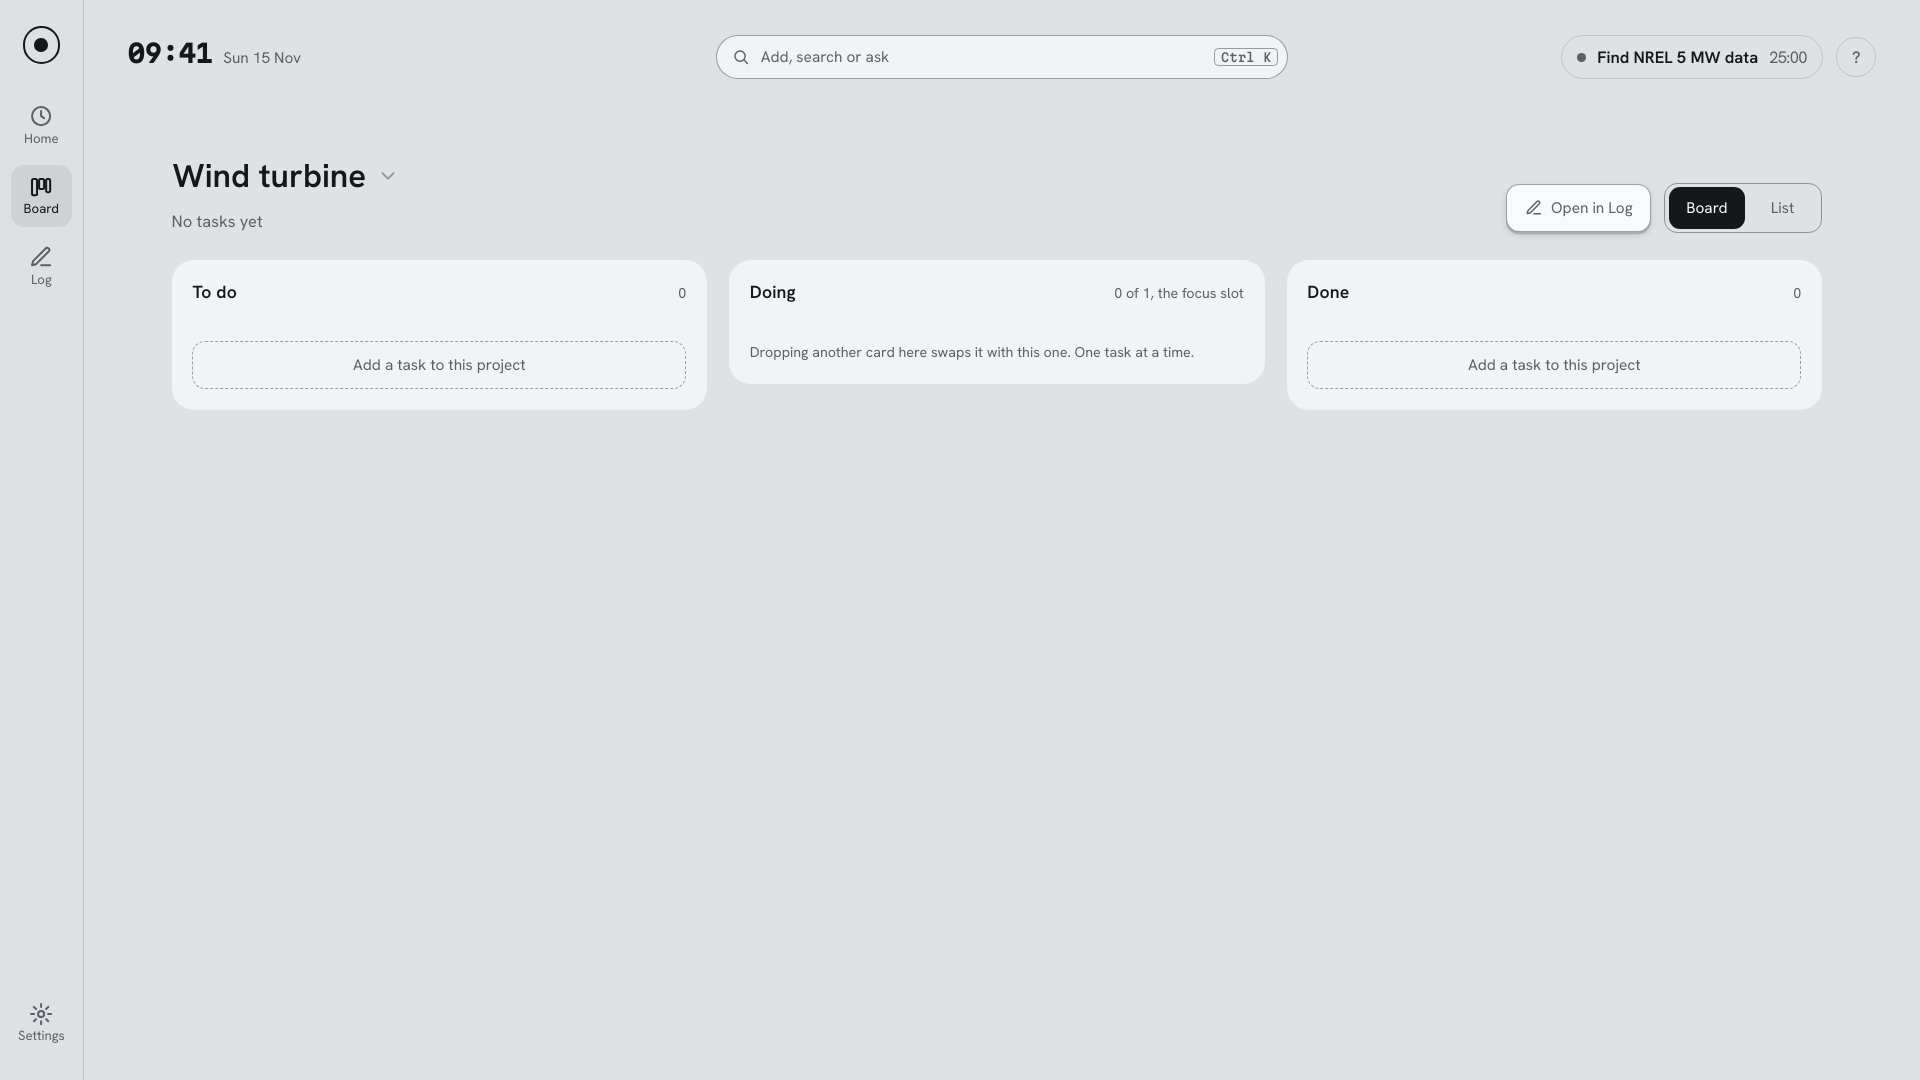 09:41 Sun 15 Nov
Add, search or ask
Ctrl K
Find NREL 5 MW data 25:00
?
Home
Board
Log
Settings
Wind turbine
No tasks yet
Open in Log
Board
List
To do
0
Add a task to this project
Doing
0 of 1, the focus slot
Dropping another card here swaps it with this one. One task at a time.
Done
0
Add a task to this project